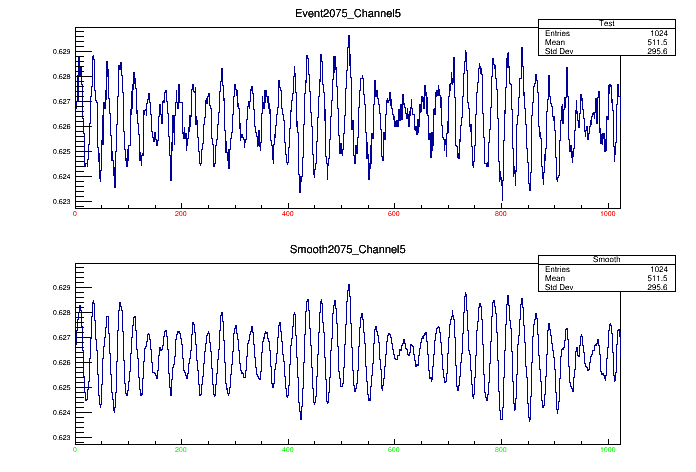 Event2075_Channel5
Test
Entries 1024
Mean 511.5
Std Dev 295.6
0.629
0.628
0.627
0.626
0.625
0.624
0.623
0 200 400 600 800 1000
Smooth2075_Channel5
Smooth
Entries 1024
Mean 511.5
Std Dev 295.6
0.629
0.628
0.627
0.626
0.625
0.624
0.623
0 200 400 600 800 1000